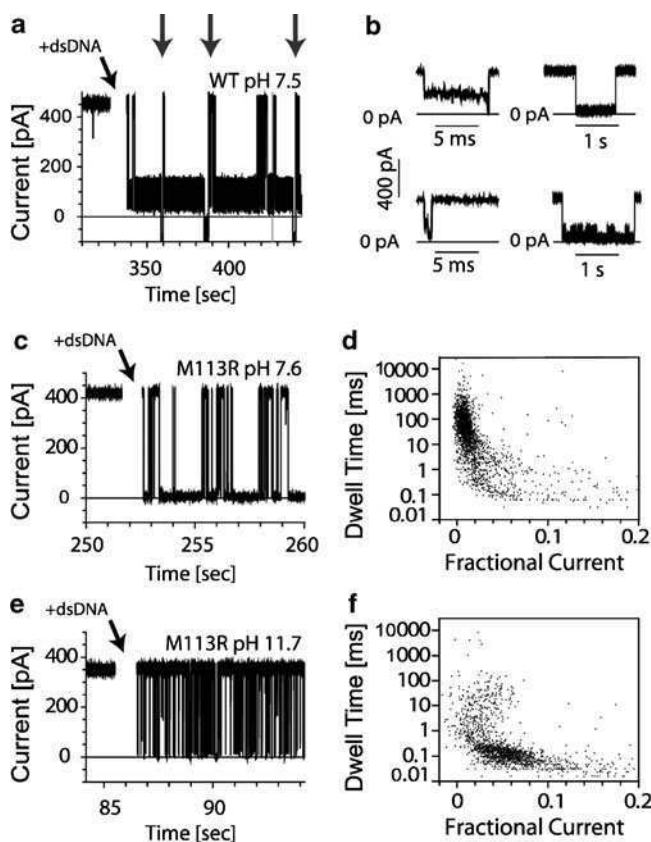 a
+dsDNA
WT pH 7.5
Current [pA]
400
200
0
350
400
Time [sec]
b
0 pA
5 ms
0 pA
1 s
400 pA
0 pA
5 ms
0 pA
1 s
c
+dsDNA
M113R pH 7.6
Current [pA]
400
200
0
250
255
260
Time [sec]
d
Dwell Time [ms]
10000
1000
100
10
1
0.1
0.01
0
0.1
0.2
Fractional Current
e
+dsDNA
M113R pH 11.7
Current [pA]
400
200
0
85
90
Time [sec]
f
Dwell Time [ms]
10000
1000
100
10
1
0.1
0.01
0
0.1
0.2
Fractional Current